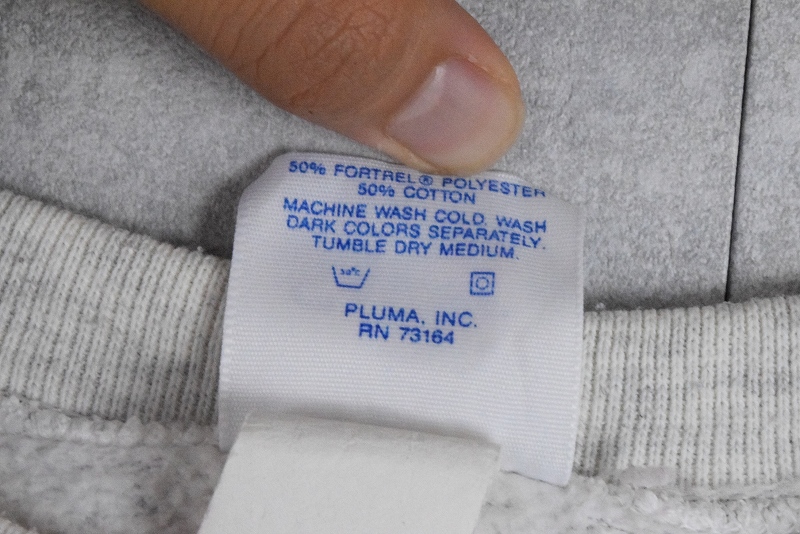 50% FORTREL® POLYESTER
50% COTTON
MACHINE WASH COLD. WASH
DARK COLORS SEPARATELY.
TUMBLE DRY MEDIUM.
30°C
PLUMA, INC.
RN 73164